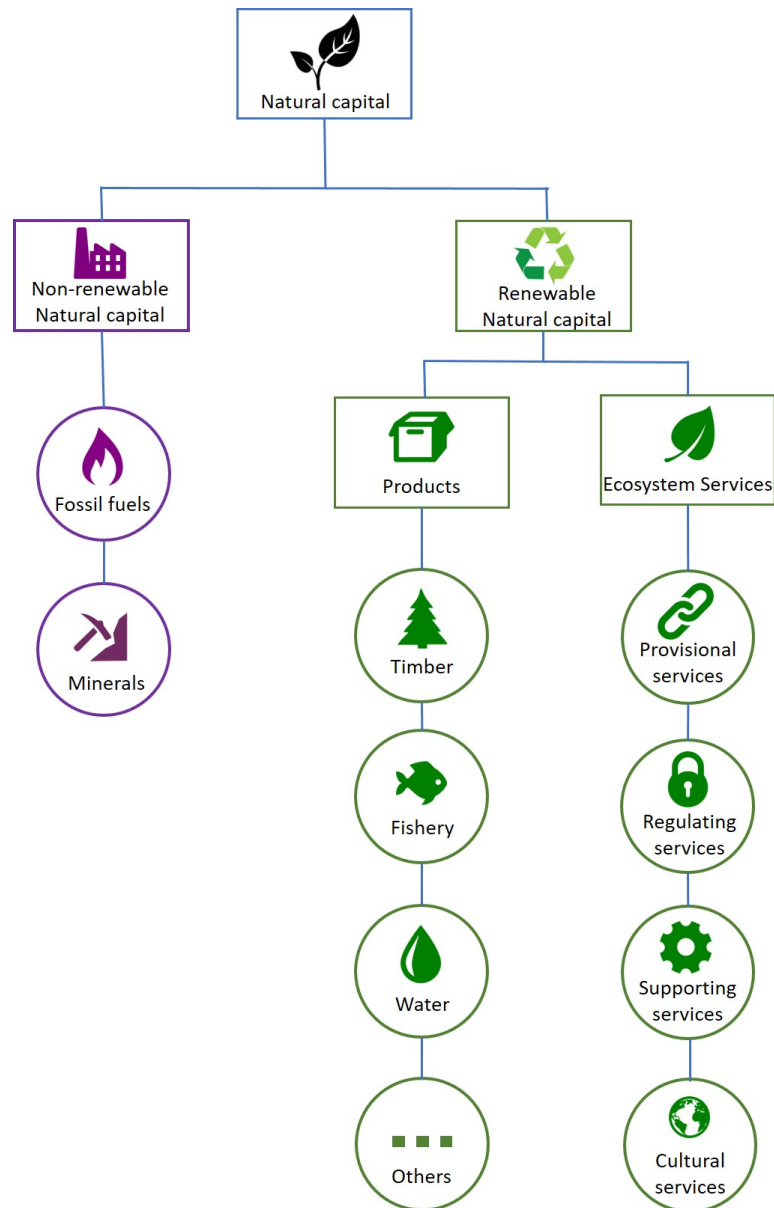 Natural capital
Non-renewable
Natural capital
Renewable
Natural capital
Fossil fuels
Minerals
Products
Timber
Fishery
Water
Others
Ecosystem Services
Provisional
services
Regulating
services
Supporting
services
Cultural
services